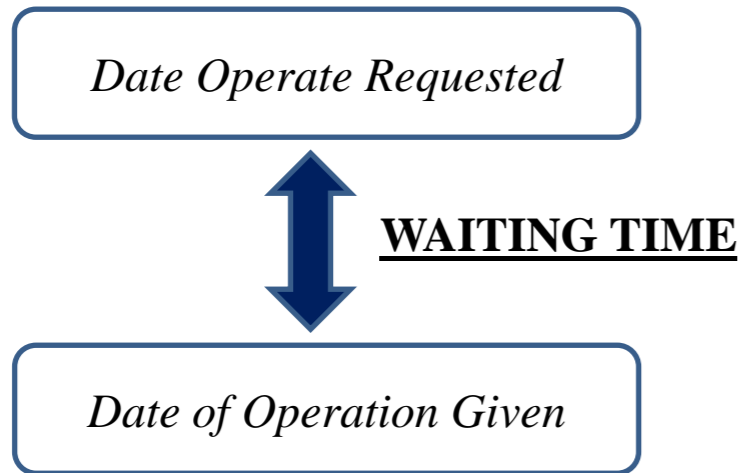 Date Operate Requested
WAITING TIME
Date of Operation Given